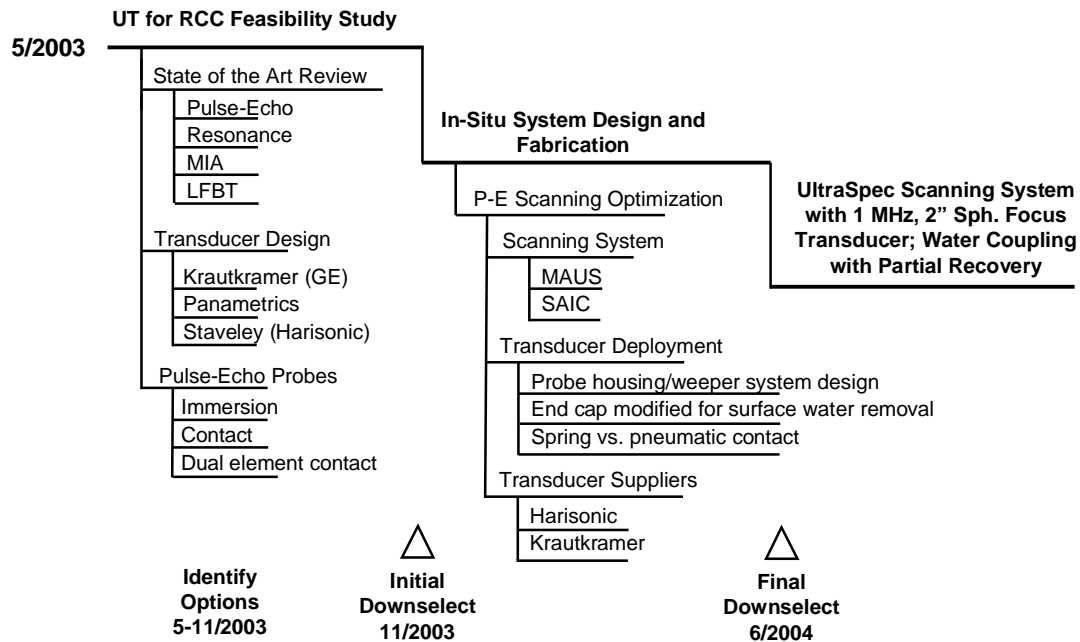 UT for RCC Feasibility Study
5/2003
State of the Art Review
Pulse-Echo
Resonance
MIA
LFBT
Transducer Design
Krautkramer (GE)
Panametrics
Staveley (Harisonic)
Pulse-Echo Probes
Immersion
Contact
Dual element contact
In-Situ System Design and
Fabrication
P-E Scanning Optimization
Scanning System
MAUS
SAIC
Transducer Deployment
Probe housing/weeper system design
End cap modified for surface water removal
Spring vs. pneumatic contact
Transducer Suppliers
Harisonic
Krautkramer
UltraSpec Scanning System
with 1 MHz, 2” Sph. Focus
Transducer; Water Coupling
with Partial Recovery
Identify
Options
5-11/2003
Initial
Downselect
11/2003
Final
Downselect
6/2004